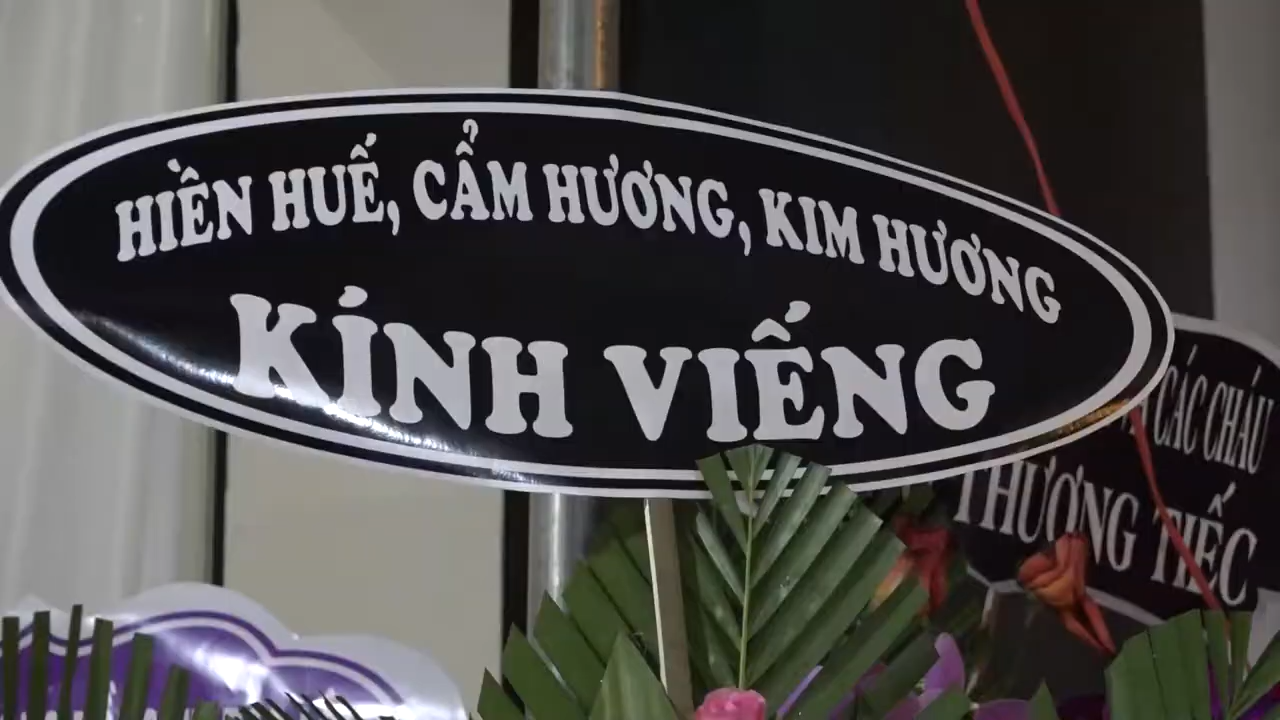 HIỀN HUẾ, CẨM HƯƠNG, KIM HƯƠNG
KÍNH VIẾNG
CÁC CHÁU
THƯƠNG TIẾC